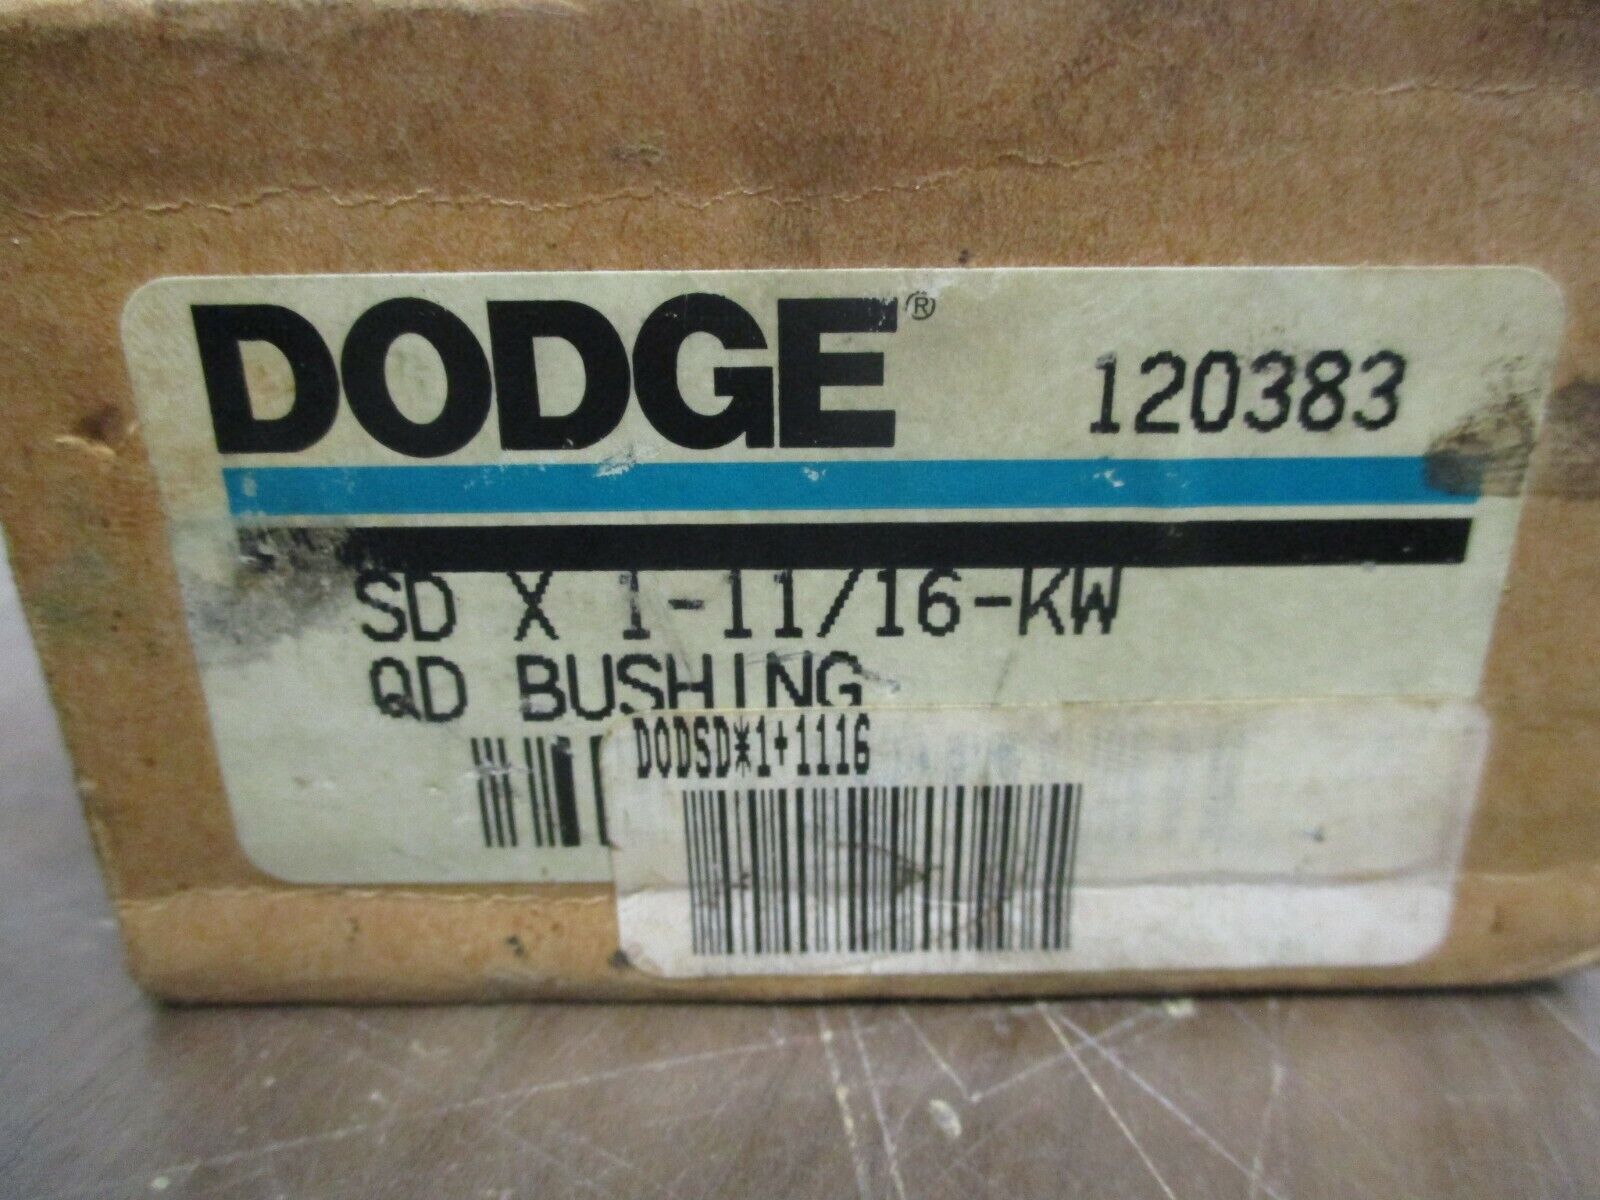 DODGE®
120383
SD X 1-11/16-KW
QD BUSHING
DODSD*1+1116